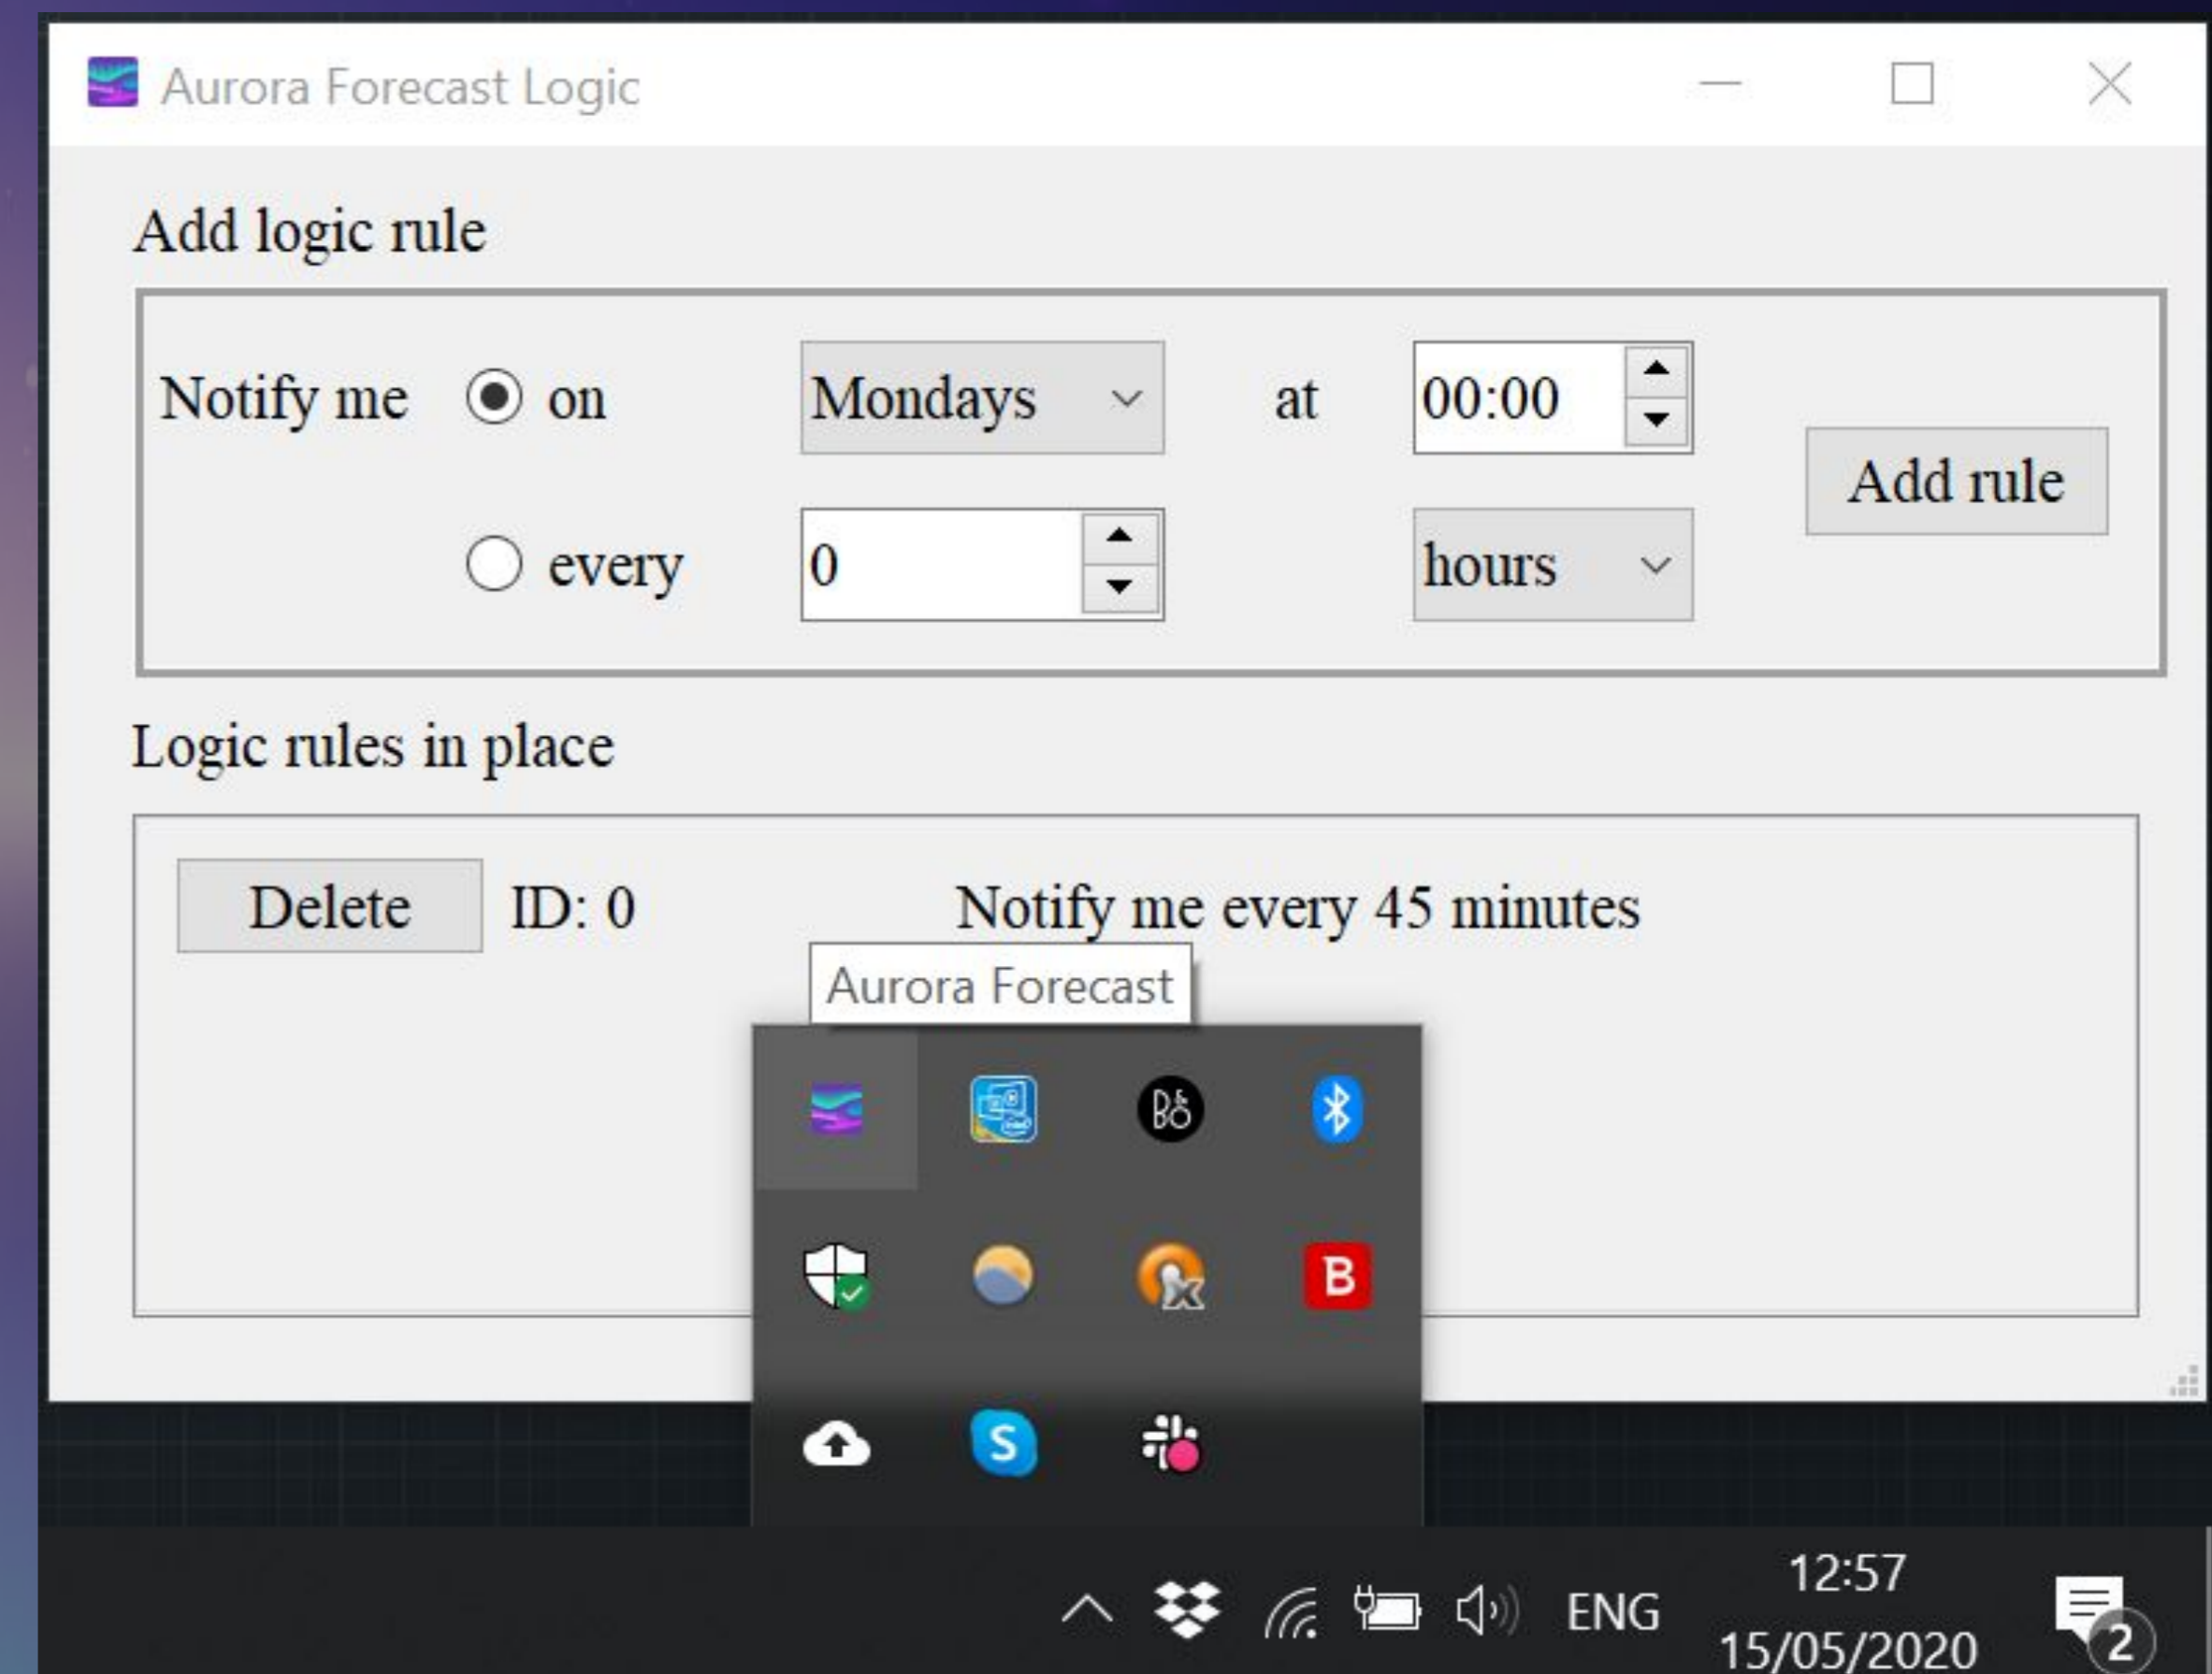 Aurora Forecast Logic
Add logic rule
Notify me on Mondays at 00:00
Add rule
every 0 hours
Logic rules in place
Delete ID: 0 Notify me every 45 minutes
Aurora Forecast
B&O
B
S
ENG
12:57
15/05/2020
2